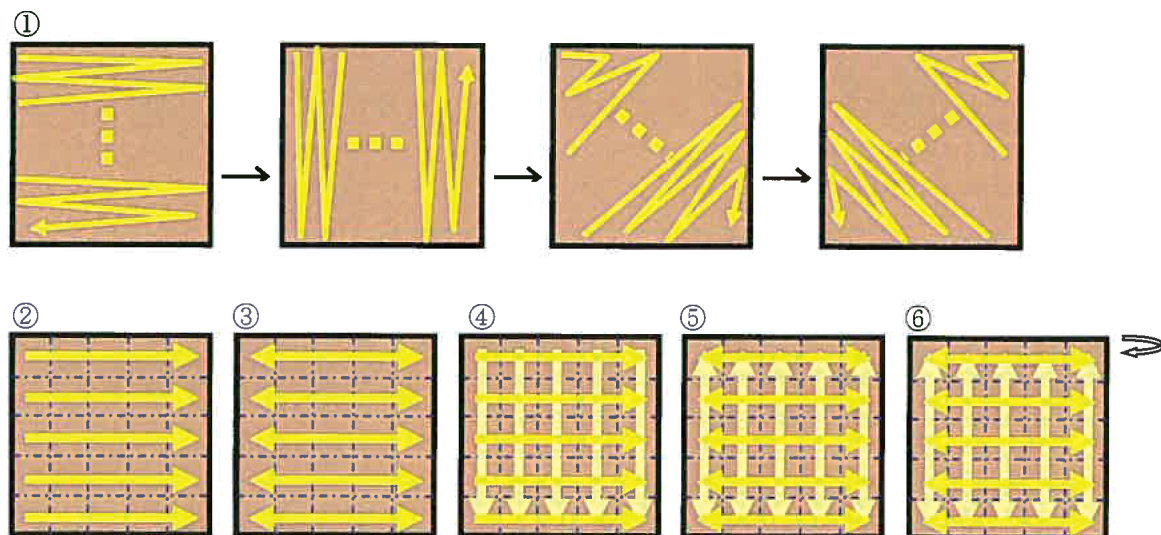 ①
② ③ ④ ⑤ ⑥